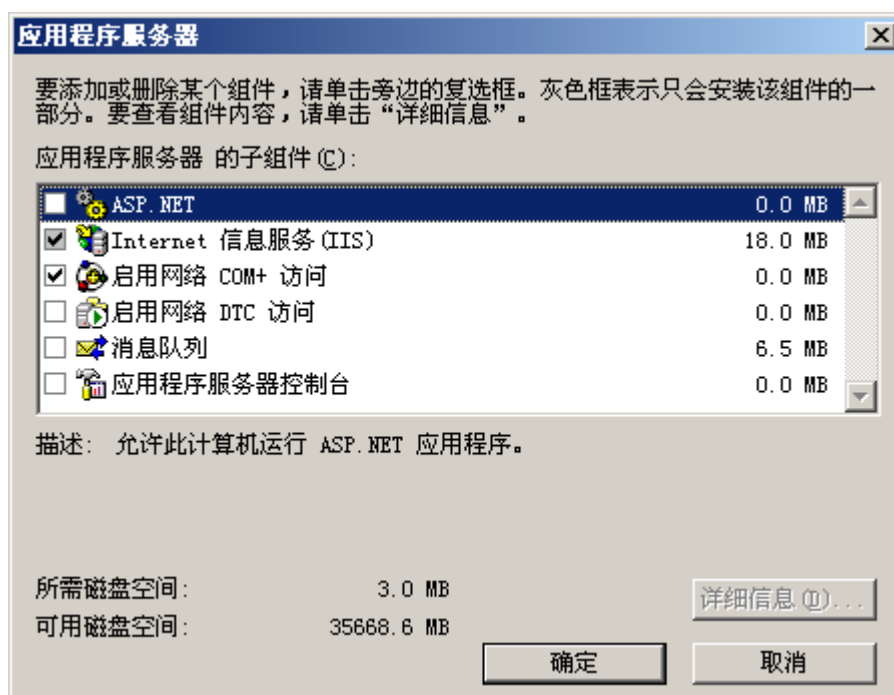 应用程序服务器
要添加或删除某个组件，请单击旁边的复选框。灰色框表示只会安装该组件的一
部分。要查看组件内容，请单击“详细信息”。
应用程序服务器 的子组件(C):
ASP.NET 0.0 MB
Internet 信息服务(IIS) 18.0 MB
启用网络 COM+ 访问 0.0 MB
启用网络 DTC 访问 0.0 MB
消息队列 6.5 MB
应用程序服务器控制台 0.0 MB
描述: 允许此计算机运行 ASP.NET 应用程序。
所需磁盘空间: 3.0 MB
详细信息(D)...
可用磁盘空间: 35668.6 MB
确定 取消